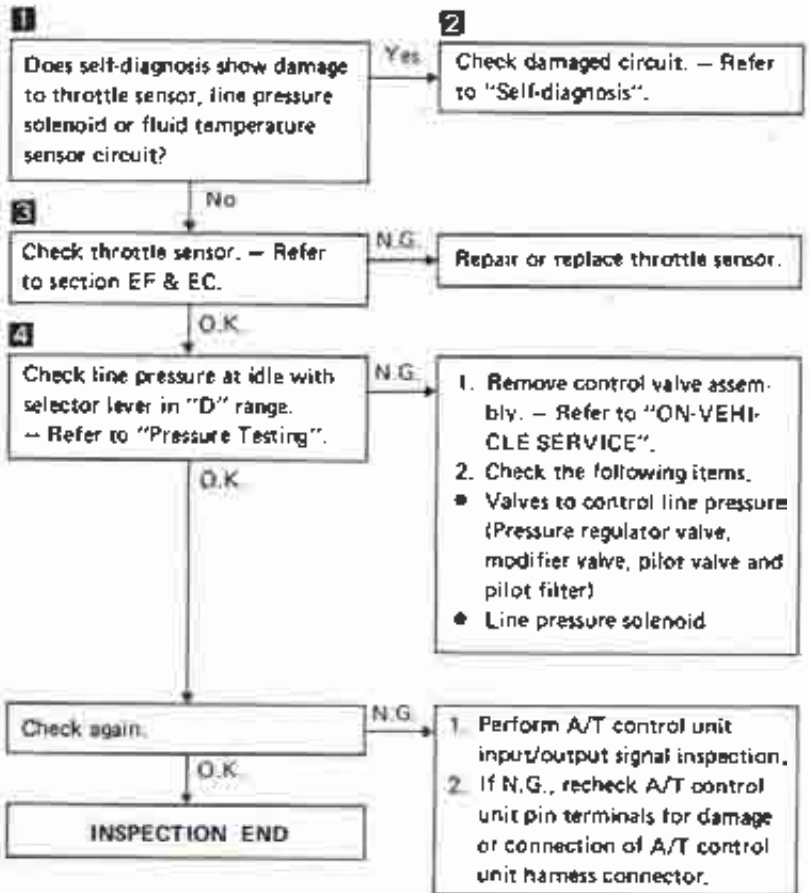 1
Does self-diagnosis show damage
to throttle sensor, line pressure
solenoid or fluid temperature
sensor circuit?
Yes
2
Check damaged circuit. — Refer
to "Self-diagnosis".
No
3
Check throttle sensor. — Refer
to section EF & EC.
N.G.
Repair or replace throttle sensor.
O.K.
4
Check line pressure at idle with
selector lever in "D" range.
— Refer to "Pressure Testing".
N.G.
1. Remove control valve assem-
bly. — Refer to "ON-VEHI-
CLE SERVICE".
2. Check the following items.
● Valves to control line pressure
(Pressure regulator valve,
modifier valve, pilot valve and
pilot filter)
● Line pressure solenoid
O.K.
Check again.
N.G.
1. Perform A/T control unit
input/output signal inspection.
2. If N.G., recheck A/T control
unit pin terminals for damage
or connection of A/T control
unit harness connector.
O.K.
INSPECTION END